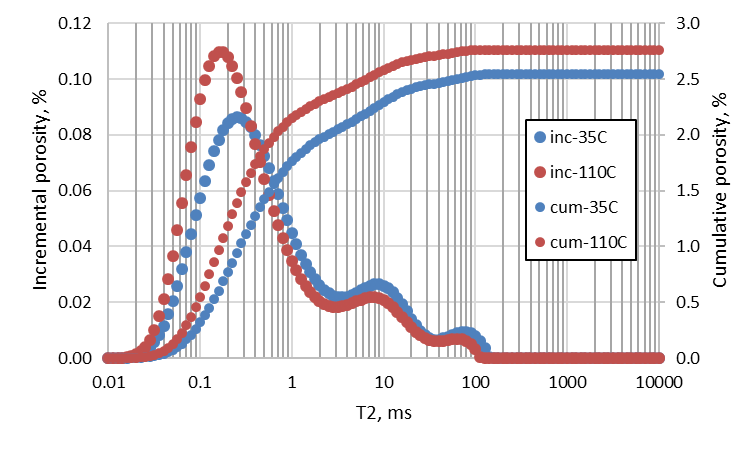 0.12
0.10
0.08
0.06
0.04
0.02
0.00
Incremental porosity, %
3.0
2.5
2.0
1.5
1.0
0.5
0.0
Cumulative porosity, %
inc-35C
inc-110C
cum-35C
cum-110C
0.01 0.1 1 10 100 1000 10000
T2, ms